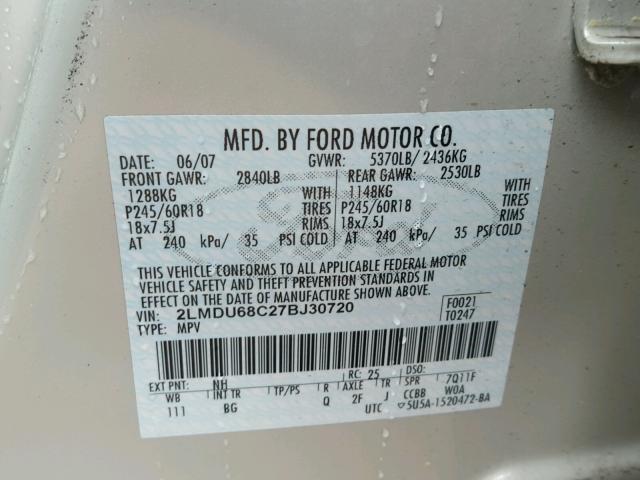 MFD. BY FORD MOTOR CO.
DATE: 06/07 GVWR: 5370LB/ 2436KG
FRONT GAWR: 2840LB REAR GAWR: 2530LB
1288KG WITH 1148KG WITH
P245/60R18 TIRES P245/60R18 TIRES
18x7.5J RIMS 18x7.5J RIMS
AT 240 kPa/ 35 PSI COLD AT 240 kPa/ 35 PSI COLD
Ford
THIS VEHICLE CONFORMS TO ALL APPLICABLE FEDERAL MOTOR
VEHICLE SAFETY AND THEFT PREVENTION STANDARDS IN
EFFECT ON THE DATE OF MANUFACTURE SHOWN ABOVE.
VIN: 2LMDU68C27BJ30720 F0021
TYPE: MPV T0247
EXT PNT: NH RC: 25 DSO:
WB INT TR TP/PS R AXLE TR SPR 7Q11F
111 BG Q 2F J CCBB W0A
UTC ▽5U5A-1520472-BA